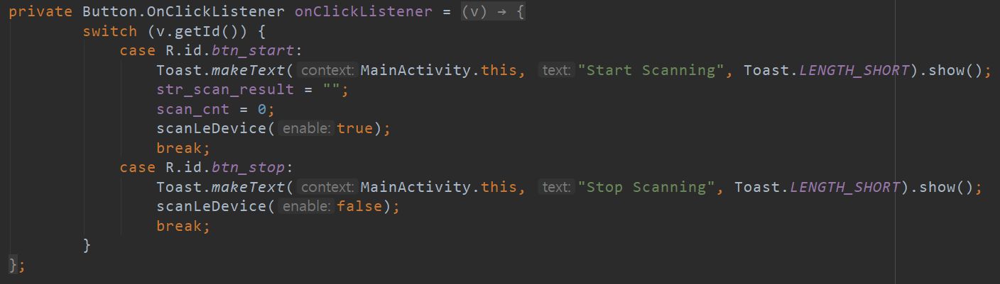 private Button.OnClickListener onClickListener = (v) → {
        switch (v.getId()) {
            case R.id.btn_start:
                Toast.makeText( context: MainActivity.this, text: "Start Scanning", Toast.LENGTH_SHORT).show();
                str_scan_result = "";
                scan_cnt = 0;
                scanLeDevice( enable: true);
                break;
            case R.id.btn_stop:
                Toast.makeText( context: MainActivity.this, text: "Stop Scanning", Toast.LENGTH_SHORT).show();
                scanLeDevice( enable: false);
                break;
        }
};